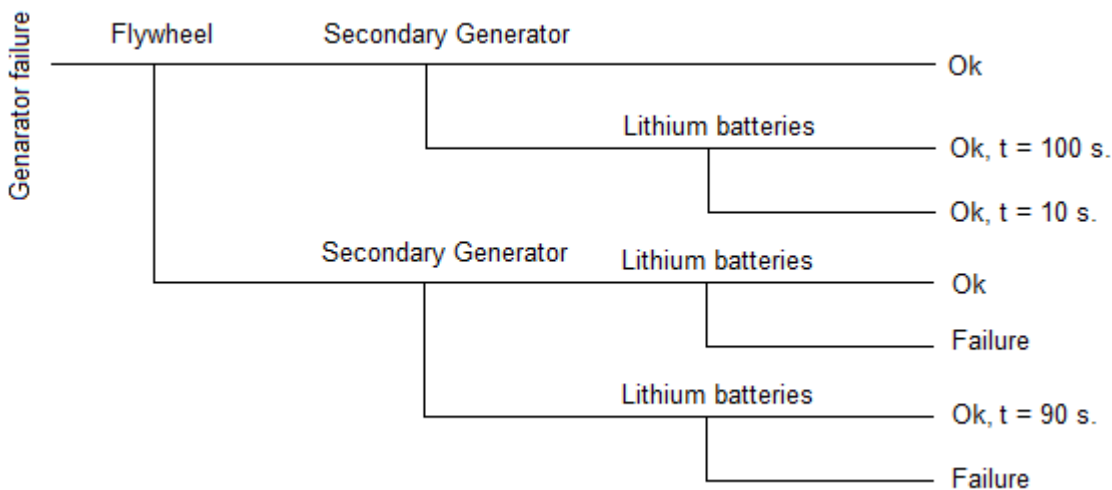 Genarator failure
Flywheel
Secondary Generator
Ok
Lithium batteries
Ok, t = 100 s.
Ok, t = 10 s.
Secondary Generator
Lithium batteries
Ok
Failure
Lithium batteries
Ok, t = 90 s.
Failure